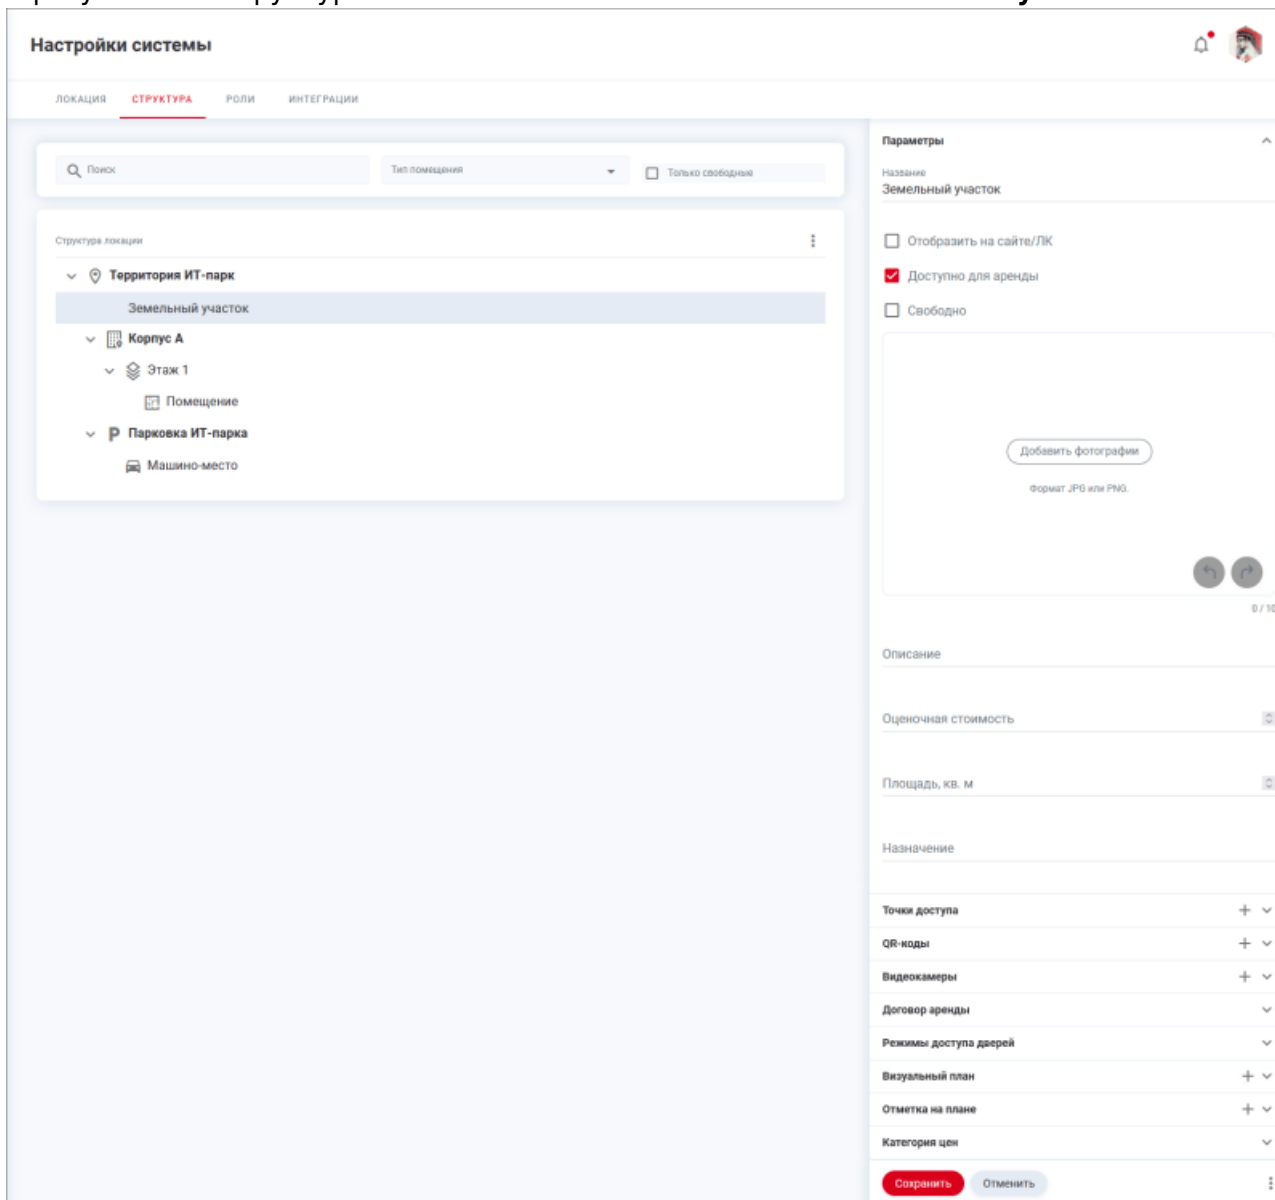 Настройки системы
ЛОКАЦИЯ СТРУКТУРА РОЛИ ИНТЕГРАЦИИ
Поиск Тип помещения Только свободные
Структура локации
Территория ИТ-парк
Земельный участок
Корпус А
Этаж 1
Помещение
P Парковка ИТ-парка
Машино-место
Параметры
Название
Земельный участок
Отобразить на сайте/ЛК
Доступно для аренды
Свободно
Добавить фотографии
Формат JPG или PNG.
0 / 10
Описание
Оценочная стоимость
Площадь, кв. м
Назначение
Точки доступа
QR-коды
Видеокамеры
Договор аренды
Режимы доступа дверей
Визуальный план
Отметка на плане
Категория цен
Сохранить Отменить